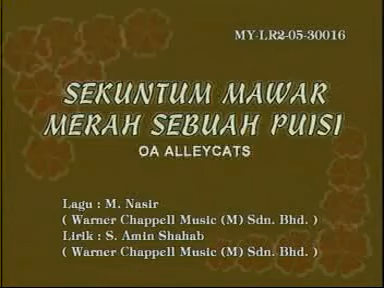 MY-LR2-05-30016
SEKUNTUM MAWAR
MERAH SEBUAH PUISI
OA ALLEYCATS
Lagu : M. Nasir
( Warner Chappell Music (M) Sdn. Bhd. )
Lirik : S. Amin Shahab
( Warner Chappell Music (M) Sdn. Bhd. )